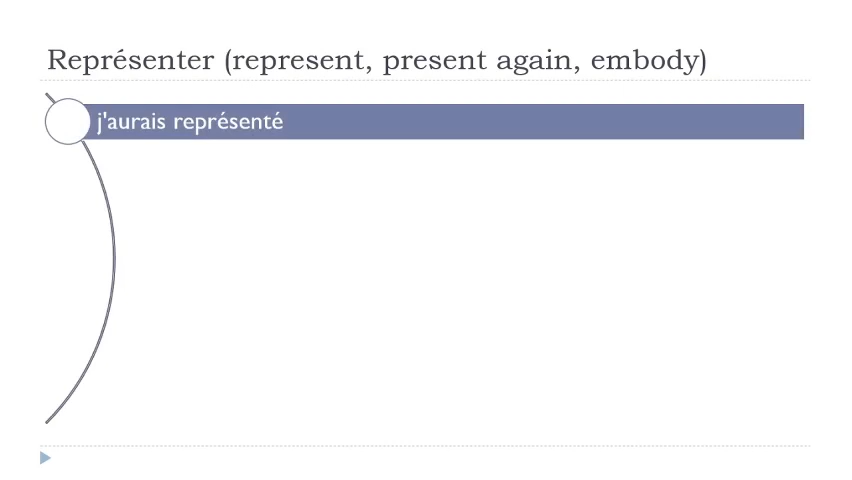 Représenter (represent, present again, embody)
j'aurais représenté